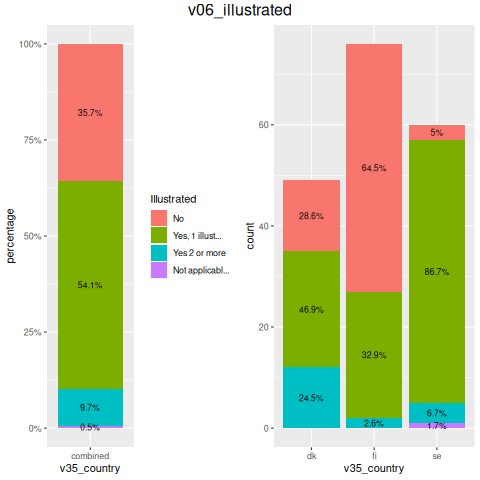 v06_illustrated
percentage
100%
75%
50%
25%
0%
35.7%
54.1%
9.7%
0.5%
combined
v35_country
Illustrated
No
Yes, 1 illust...
Yes 2 or more
Not applicabl...
count
60
40
20
0
28.6%
46.9%
24.5%
64.5%
32.9%
2.6%
5%
86.7%
6.7%
1.7%
dk
fi
se
v35_country